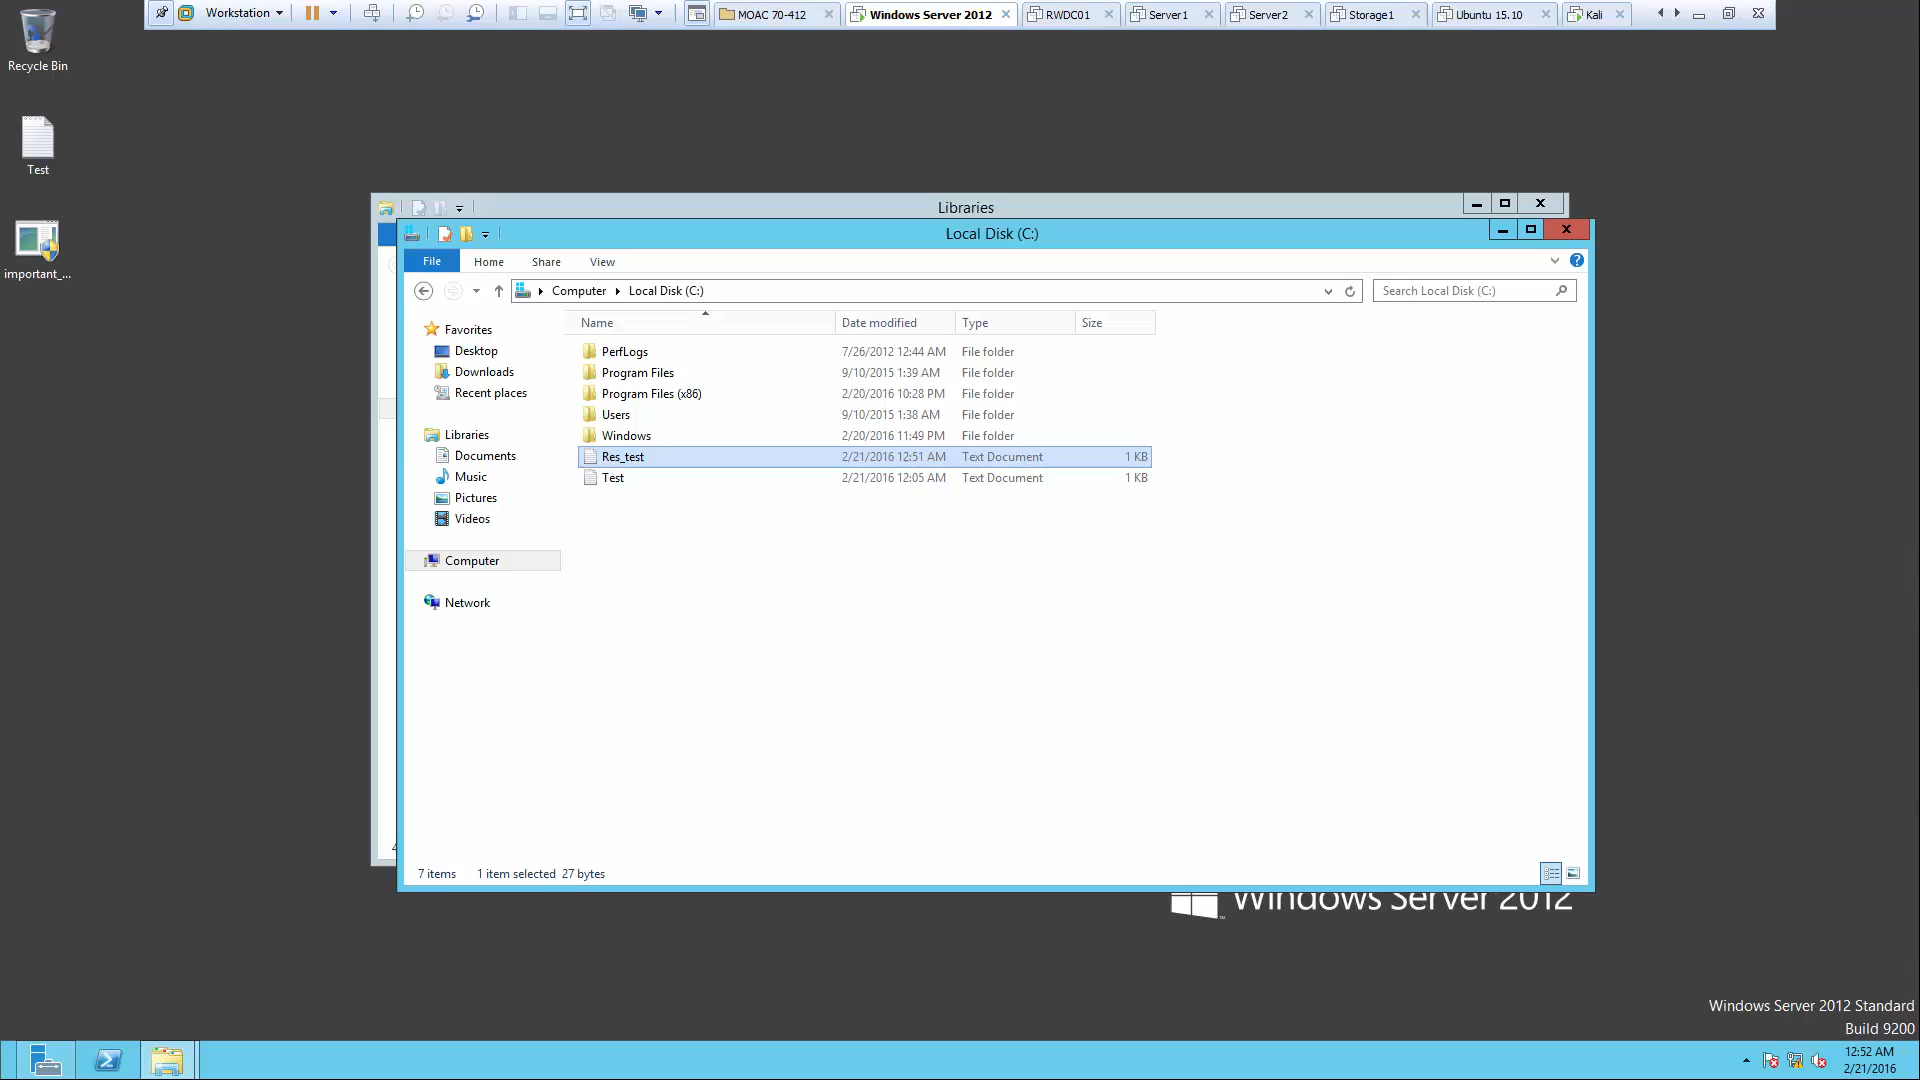 Workstation
MOAC 70-412
Windows Server 2012
RWDC01
Server1
Server2
Storage1
Ubuntu 15.10
Kali
Recycle Bin
Test
important_...
Libraries
Local Disk (C:)
File Home Share View
Computer Local Disk (C:)
Search Local Disk (C:)
Name Date modified Type Size
Favorites
Desktop
Downloads
Recent places
Libraries
Documents
Music
Pictures
Videos
Computer
Network
PerfLogs 7/26/2012 12:44 AM File folder
Program Files 9/10/2015 1:39 AM File folder
Program Files (x86) 2/20/2016 10:28 PM File folder
Users 9/10/2015 1:38 AM File folder
Windows 2/20/2016 11:49 PM File folder
Res_test 2/21/2016 12:51 AM Text Document 1 KB
Test 2/21/2016 12:05 AM Text Document 1 KB
7 items 1 item selected 27 bytes
Windows Server 2012
Windows Server 2012 Standard
Build 9200
12:52 AM
2/21/2016